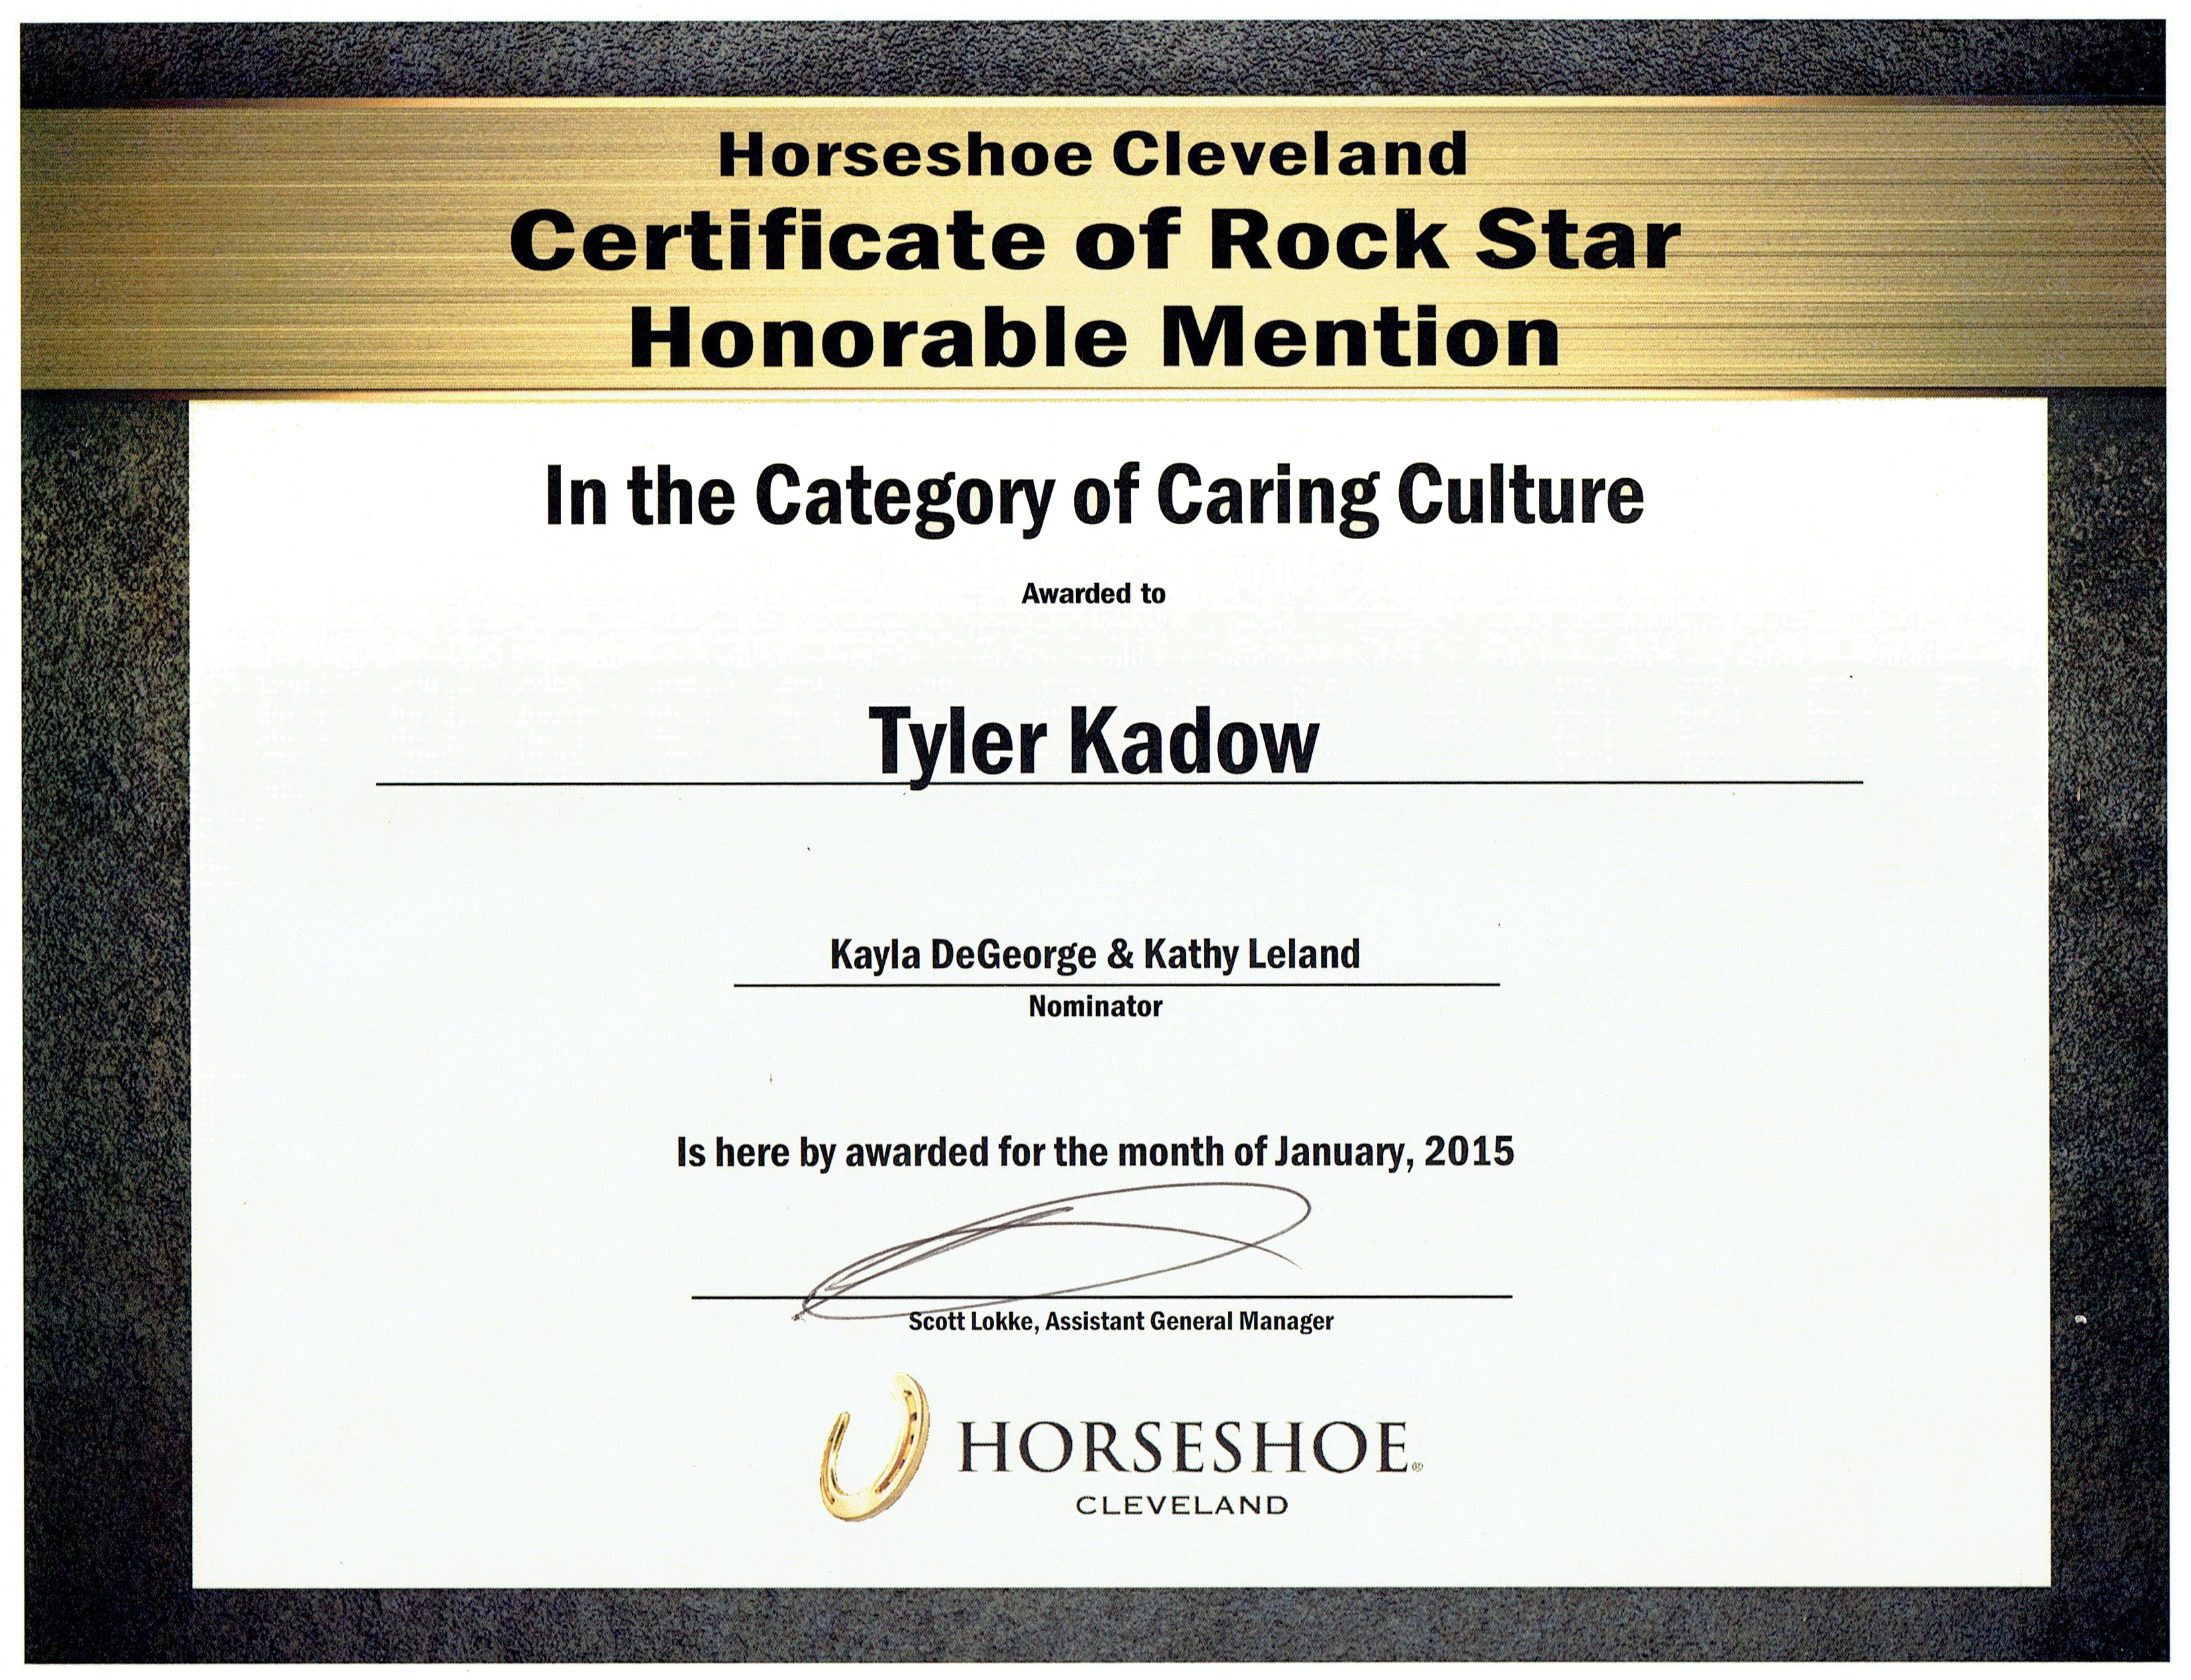 Horseshoe Cleveland
Certificate of Rock Star
Honorable Mention
In the Category of Caring Culture
Awarded to
Tyler Kadow
Kayla DeGeorge & Kathy Leland
Nominator
Is here by awarded for the month of January, 2015
Scott Lokke, Assistant General Manager
HORSESHOE®
CLEVELAND